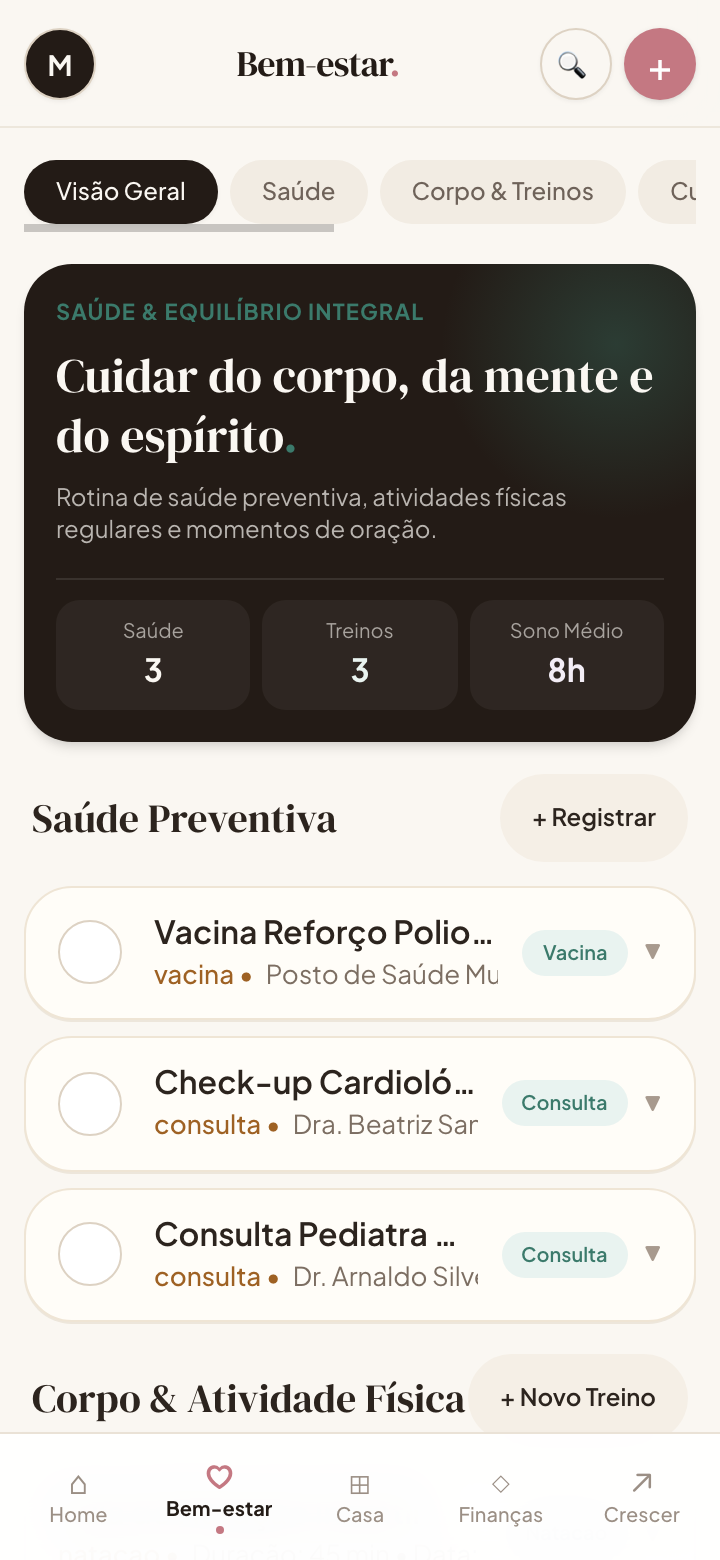 M
Bem-estar.
+
Visão Geral
Saúde
Corpo & Treinos
Cu
SAÚDE & EQUILÍBRIO INTEGRAL
Cuidar do corpo, da mente e
do espírito.
Rotina de saúde preventiva, atividades físicas
regulares e momentos de oração.
Saúde
3
Treinos
3
Sono Médio
8h
Saúde Preventiva
+ Registrar
Vacina Reforço Polio...
vacina • Posto de Saúde Mu
Vacina
Check-up Cardioló...
consulta • Dra. Beatriz
Consulta
Consulta Pediatra ...
consulta • Dr. Arnaldo Silv
Consulta
Corpo & Atividade Física
+ Novo Treino
Home
Bem-estar
Casa
Finanças
Crescer